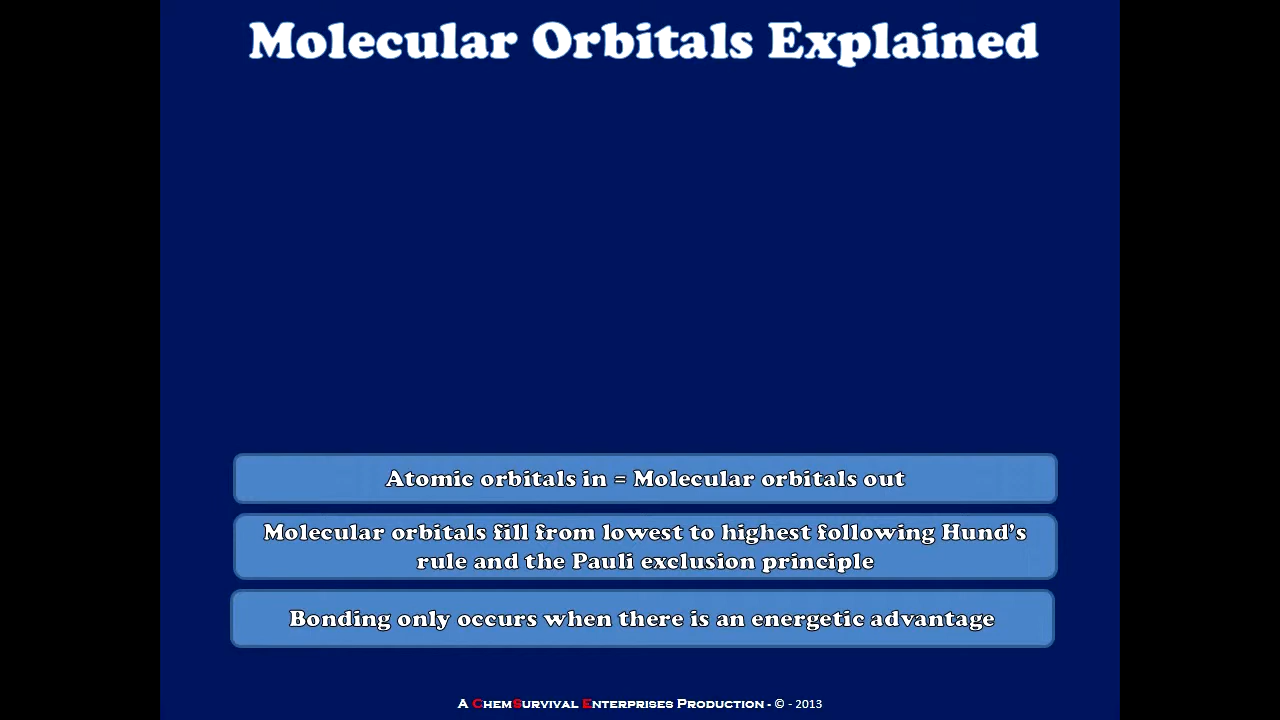 Molecular Orbitals Explained
Atomic orbitals in = Molecular orbitals out
Molecular orbitals fill from lowest to highest following Hund's
rule and the Pauli exclusion principle
Bonding only occurs when there is an energetic advantage
A ChemSurvival Enterprises Production - © - 2013